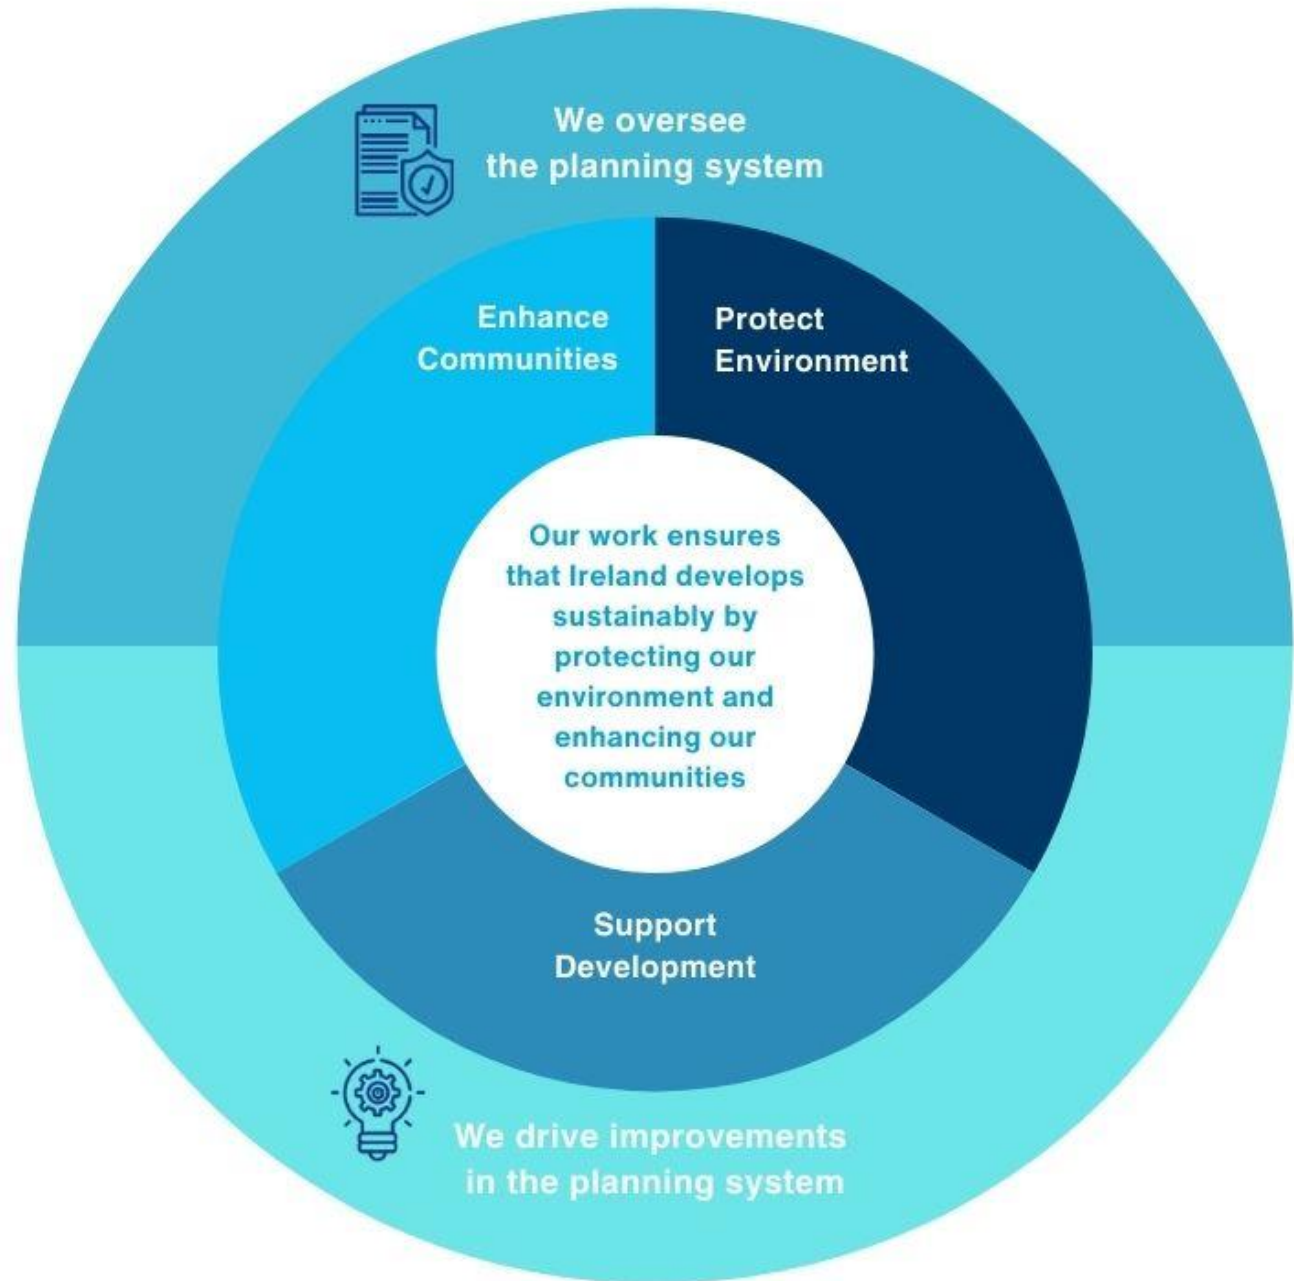 We oversee
the planning system
Enhance
Communities
Protect
Environment
Our work ensures
that Ireland develops
sustainably by
protecting our
environment and
enhancing our
communities
Support
Development
We drive improvements
in the planning system